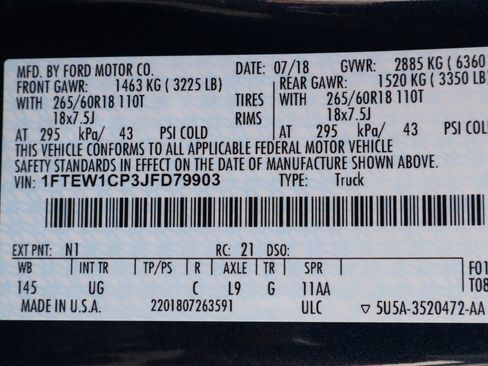 MFD. BY FORD MOTOR CO. DATE: 07/18 GVWR: 2885 KG ( 6360
FRONT GAWR: 1463 KG ( 3225 LB) REAR GAWR: 1520 KG ( 3350 LB)
WITH 265/60R18 110T TIRES WITH 265/60R18 110T
18x7.5J RIMS 18x7.5J
AT 295 kPa/ 43 PSI COLD AT 295 kPa/ 43 PSI COLD
THIS VEHICLE CONFORMS TO ALL APPLICABLE FEDERAL MOTOR VEHICLE
SAFETY STANDARDS IN EFFECT ON THE DATE OF MANUFACTURE SHOWN ABOVE.
VIN: 1FTEW1CP3JFD79903 TYPE: Truck
EXT PNT: N1 RC: 21 DSO:
WB INT TR TP/PS R AXLE TR SPR F01
145 UG C L9 G 11AA T08
MADE IN U.S.A. 2201807263591 ULC ▽ 5U5A-3520472-AA